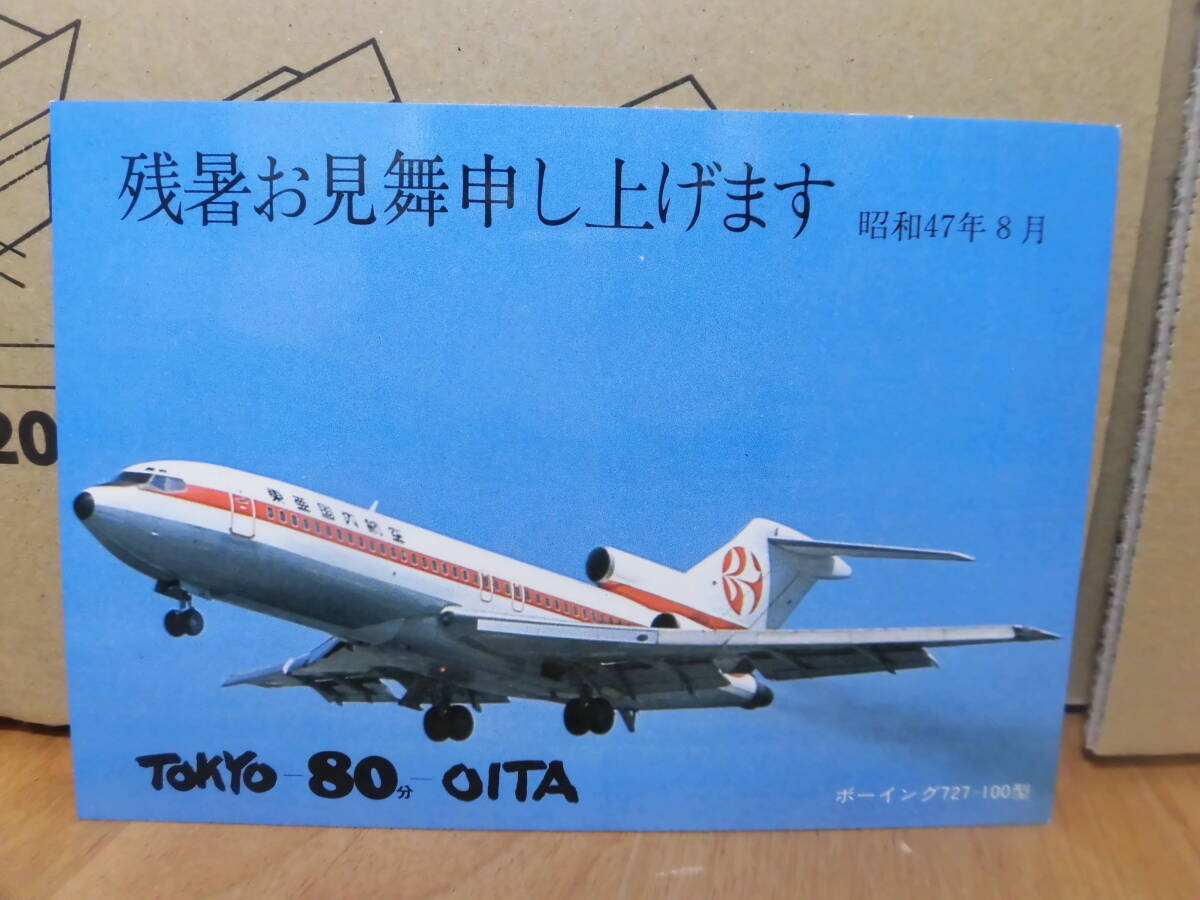 残暑お見舞申し上げます
昭和47年8月
東亜国内航空
TOKYO-80分-OITA
ボーイング727-100型
20